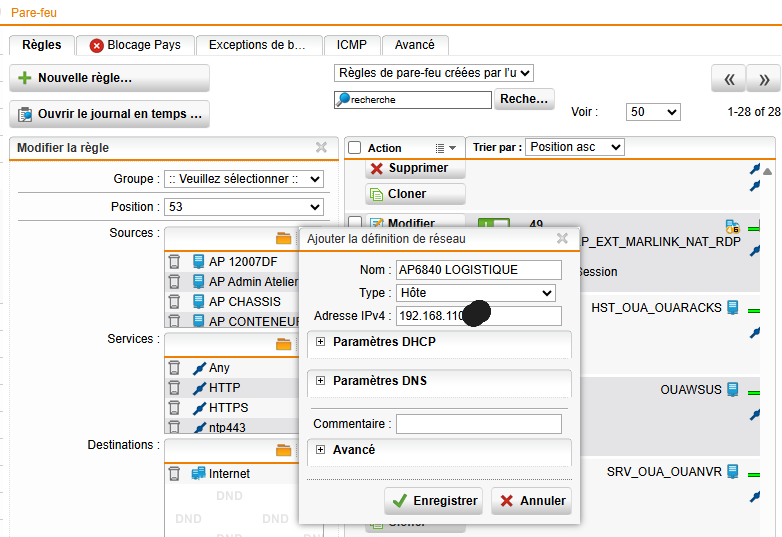 Pare-feu
Règles
Blocage Pays
Exceptions de b...
ICMP
Avancé
Nouvelle règle...
Règles de pare-feu créées par l'u
Ouvrir le journal en temps ...
recherche
Reche...
Voir :
50
1-28 of 28
Modifier la règle
Action
Trier par :
Position asc
Groupe :
:: Veuillez sélectionner ::
Supprimer
Cloner
Position :
53
Modifier
49
Sources :
AP 12007DF
AP Admin Atelier
AP CHASSIS
AP CONTENEUR
Services :
Any
HTTP
HTTPS
ntp443
Destinations :
Internet
DND
DND
DND
Ajouter la définition de réseau
Nom :
AP6840 LOGISTIQUE
Type :
Hôte
Adresse IPv4 :
192.168.110
Paramètres DHCP
Paramètres DNS
Commentaire :
Avancé
Enregistrer
Annuler
P_EXT_MARLINK_NAT_RDP
Session
HST_OUA_OUARACKS
OUAWSUS
SRV_OUA_OUANVR
Cloner